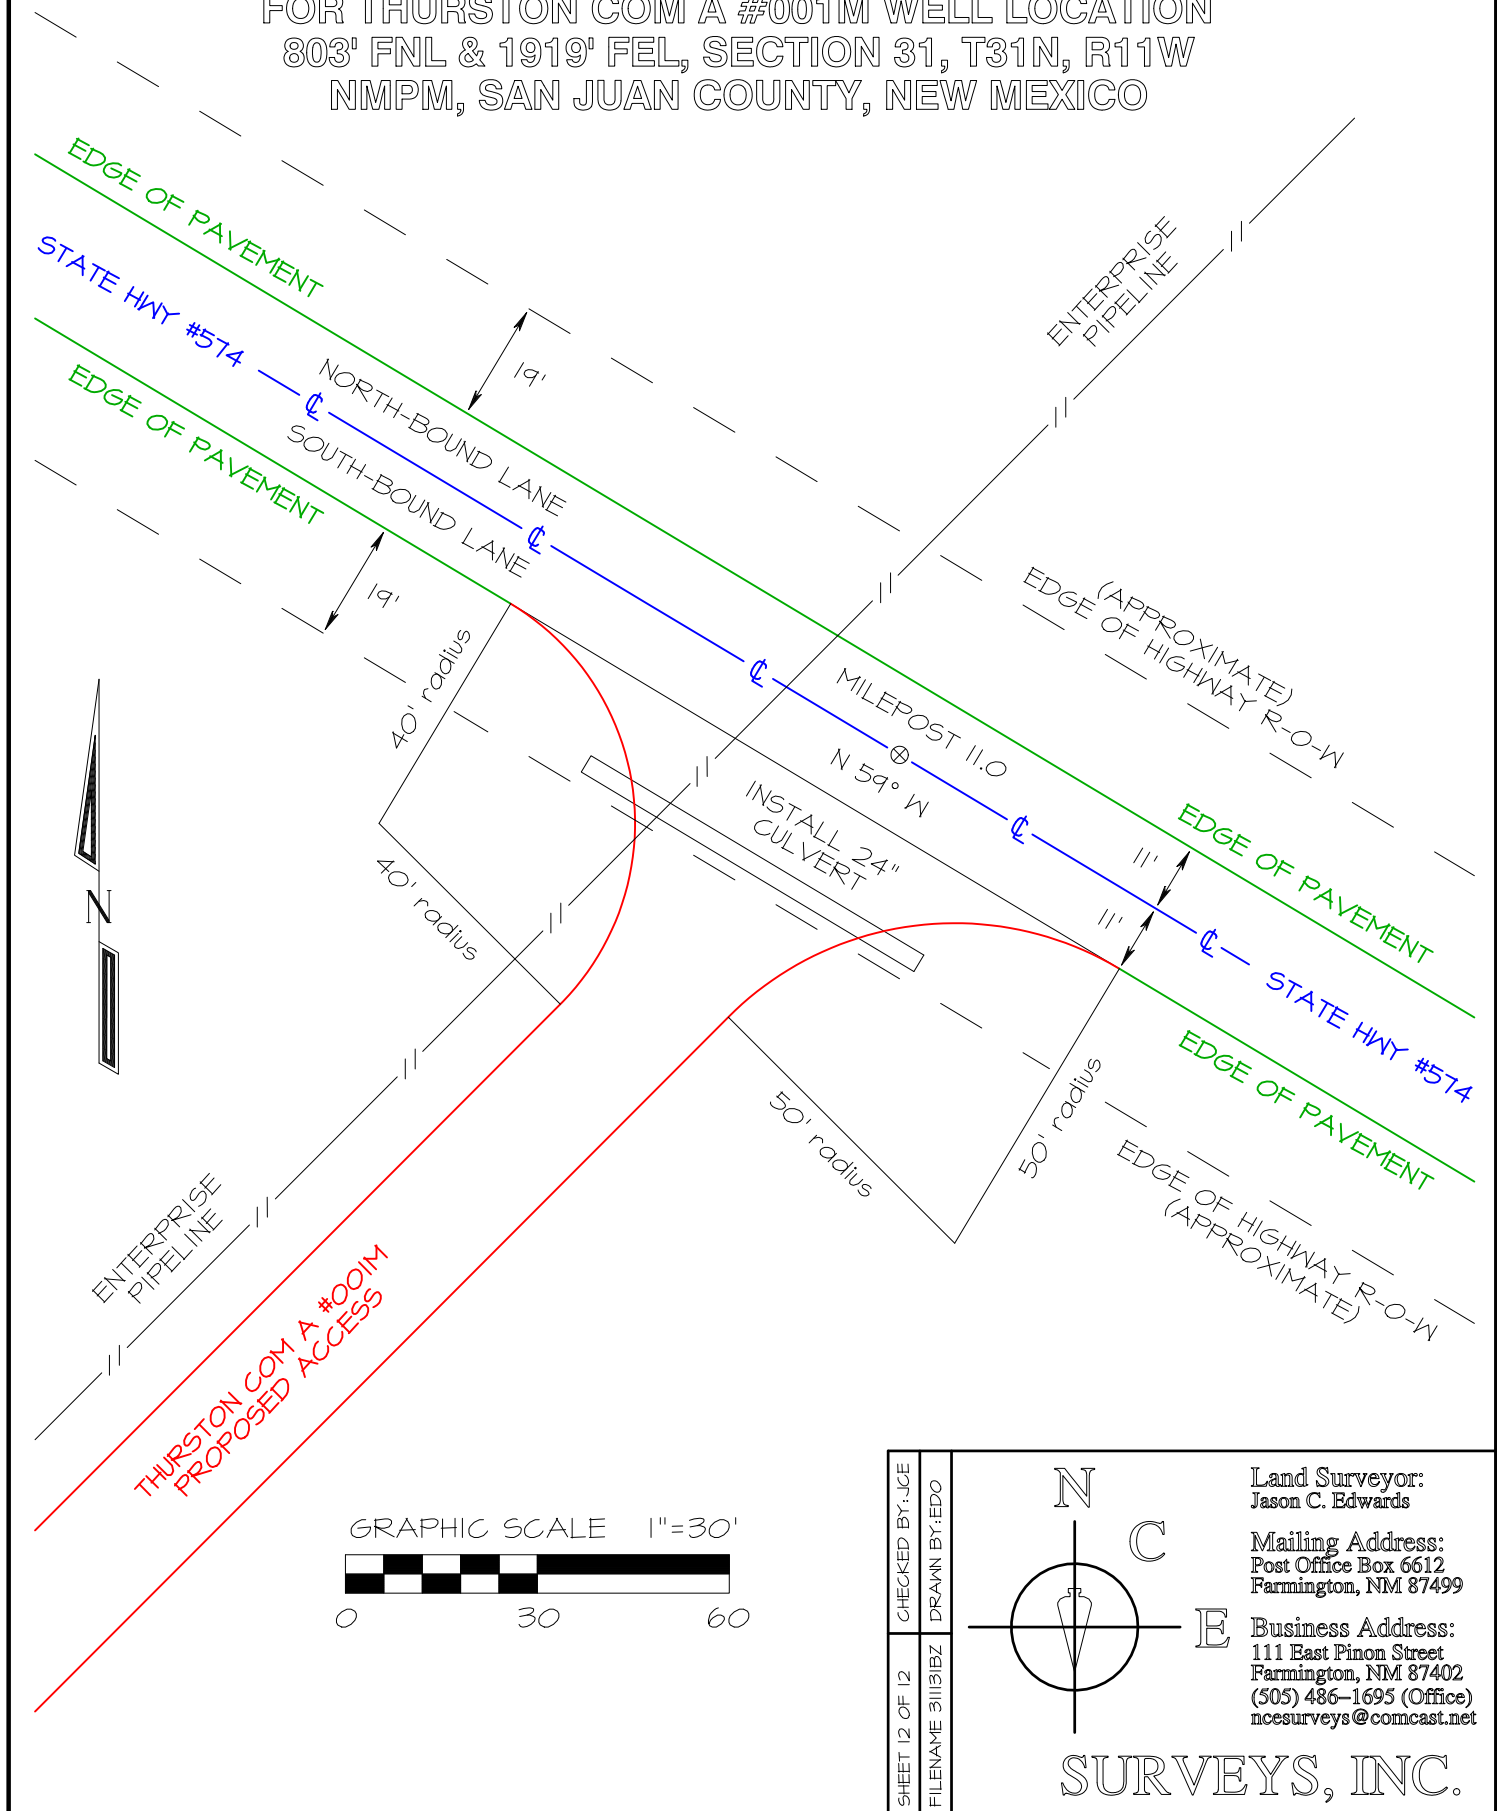 FOR THURSTON COM A #001M WELL LOCATION
803' FNL & 1919' FEL, SECTION 31, T31N, R11W
NMPM, SAN JUAN COUNTY, NEW MEXICO
EDGE OF PAVEMENT
STATE HWY #574
EDGE OF PAVEMENT
NORTH-BOUND LANE
SOUTH-BOUND LANE
19'
19'
ENTERPRISE
PIPELINE
(APPROXIMATE)
EDGE OF HIGHWAY R-O-W
40' radius
40' radius
MILEPOST 11.0
N 59° W
INSTALL 24"
CULVERT
11'
11'
EDGE OF PAVEMENT
STATE HWY #574
EDGE OF PAVEMENT
N
50' radius
50' radius
EDGE OF HIGHWAY R-O-W
(APPROXIMATE)
ENTERPRISE
PIPELINE
THURSTON COM A #001M
PROPOSED ACCESS
GRAPHIC SCALE 1"=30'
0 30 60
CHECKED BY:JCE
DRAWN BY:EDO
SHEET 12 OF 12
FILENAME 31113IBZ
N
C
E
Land Surveyor:
Jason C. Edwards
Mailing Address:
Post Office Box 6612
Farmington, NM 87499
Business Address:
111 East Pinon Street
Farmington, NM 87402
(505) 486-1695 (Office)
ncesurveys@comcast.net
SURVEYS, INC.